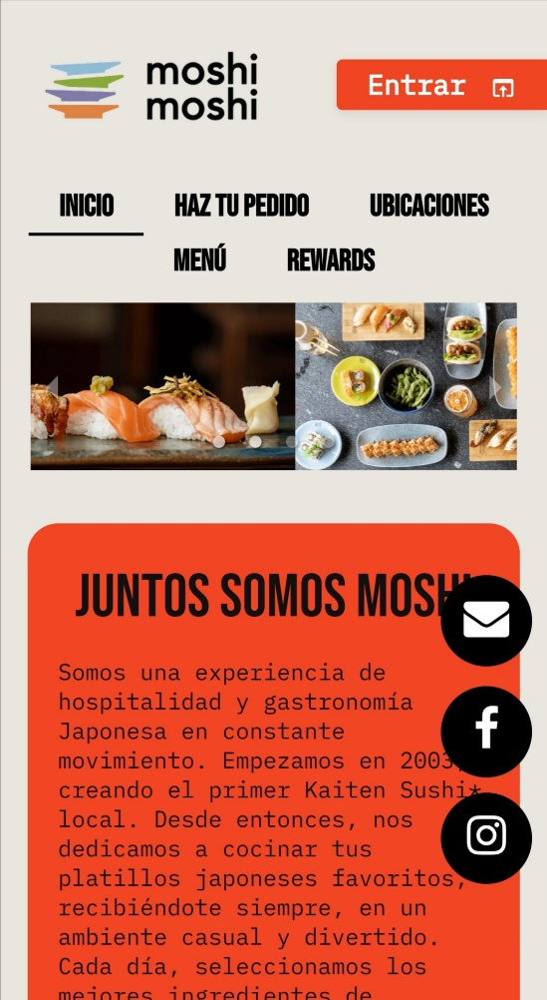 moshi
moshi
Entrar
INICIO
HAZ TU PEDIDO
UBICACIONES
MENÚ
REWARDS
JUNTOS SOMOS MOSHI
Somos una experiencia de
hospitalidad y gastronomía
Japonesa en constante
movimiento. Empezamos en 2003,
creando el primer Kaiten Sushi*
local. Desde entonces, nos
dedicamos a cocinar tus
platillos japoneses favoritos,
recibiéndote siempre, en un
ambiente casual y divertido.
Cada día, seleccionamos los
mejores ingredientes de